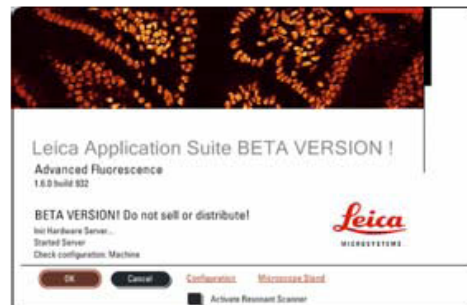 Leica Application Suite BETA VERSION !
Advanced Fluorescence
1.6.0 build 932
BETA VERSION! Do not sell or distribute!
Init Hardware Server...
Started Server
Check configuration: Machine
Leica
MICROSYSTEMS
OK Cancel Configuration Microscope Stand
Activate Resonant Scanner